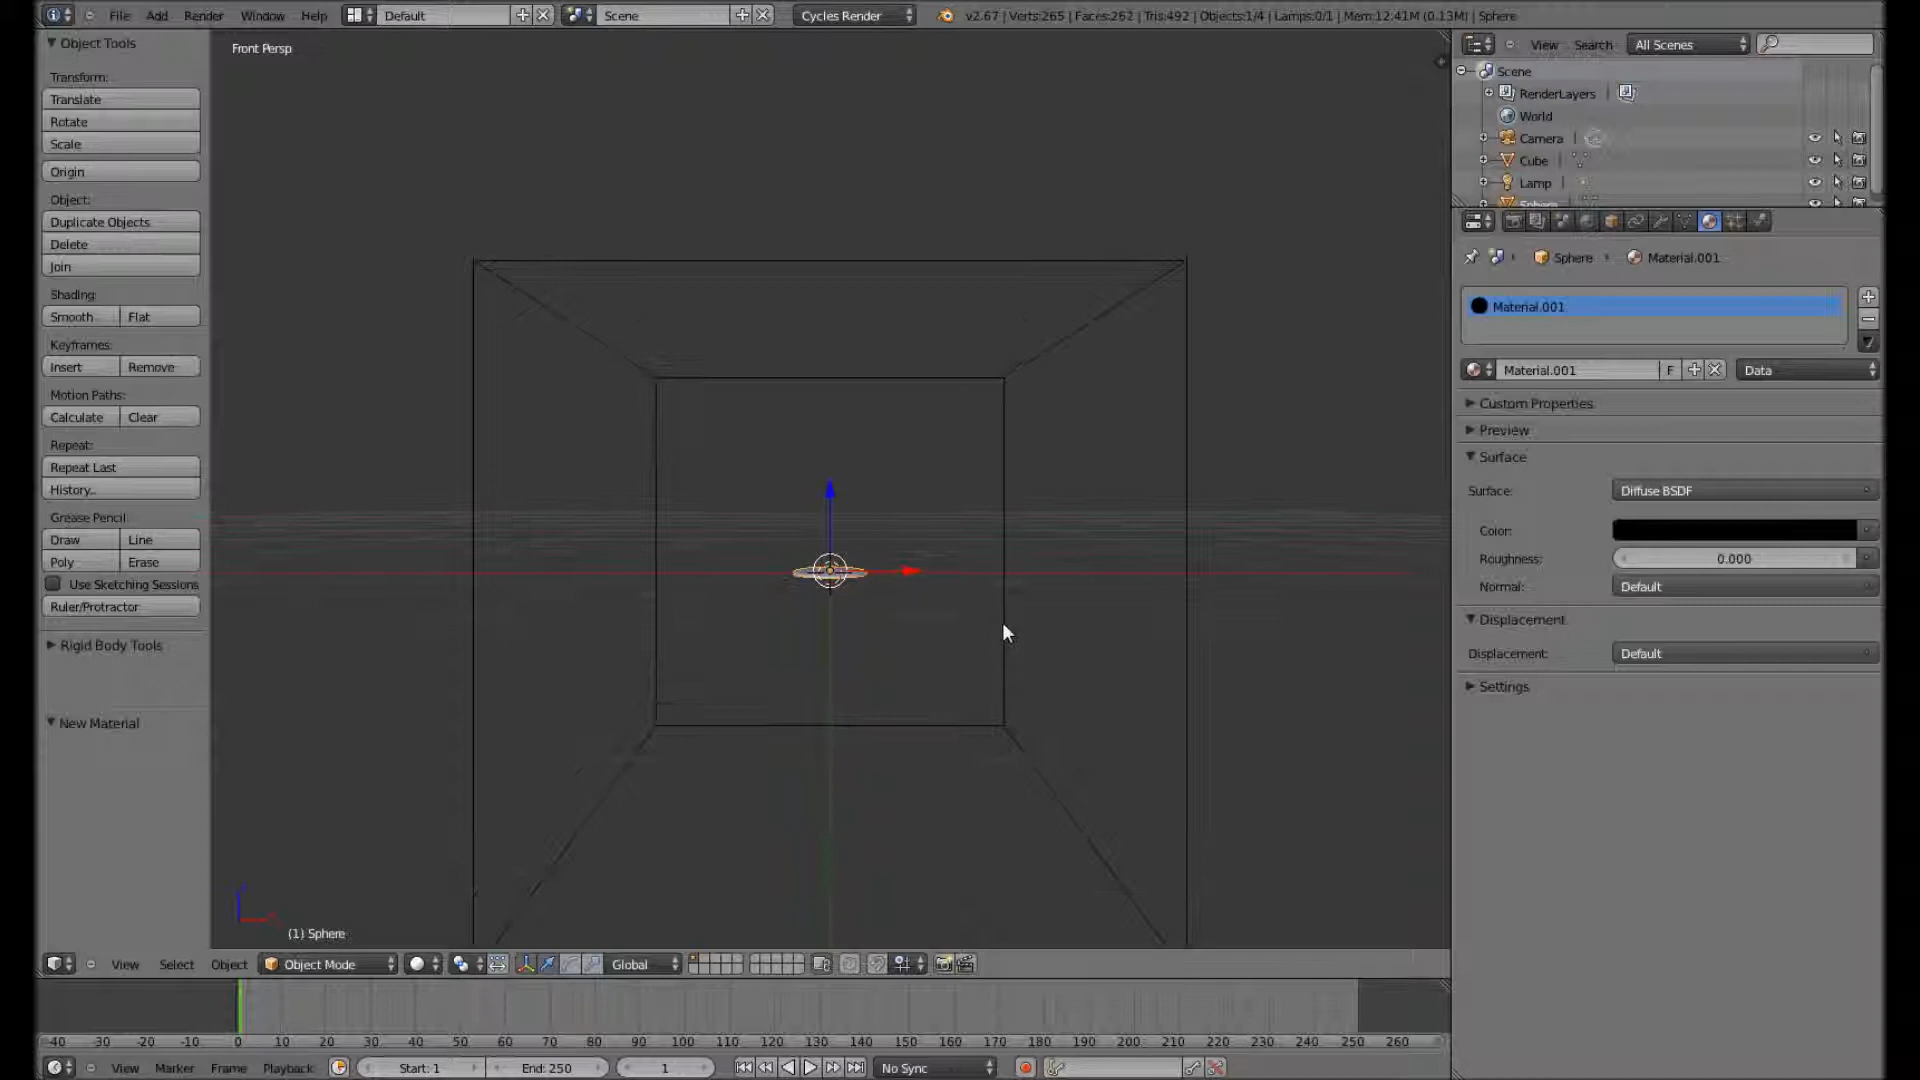 File Add Render Window Help Default Scene Cycles Render v2.67 | Verts:265 | Faces:262 | Tris:492 | Objects:1/4 | Lamps:0/1 | Mem:12.41M (0.13M) | Sphere
Object Tools
Transform:
Translate
Rotate
Scale
Origin
Object:
Duplicate Objects
Delete
Join
Shading:
Smooth Flat
Keyframes:
Insert Remove
Motion Paths:
Calculate Clear
Repeat:
Repeat Last
History...
Grease Pencil:
Draw Line
Poly Erase
Use Sketching Sessions
Ruler/Protractor
Rigid Body Tools
New Material
Front Persp
(1) Sphere
View Search All Scenes
Scene
RenderLayers
World
Camera
Cube
Lamp
Sphere
Sphere Material.001
Material.001
Material.001 F Data
Custom Properties
Preview
Surface
Surface: Diffuse BSDF
Color:
Roughness: 0.000
Normal: Default
Displacement
Displacement: Default
Settings
View Select Object Object Mode Global
-40 -30 -20 -10 0 10 20 30 40 50 60 70 80 90 100 110 120 130 140 150 160 170 180 190 200 210 220 230 240 250 260
View Marker Frame Playback Start: 1 End: 250 1 No Sync